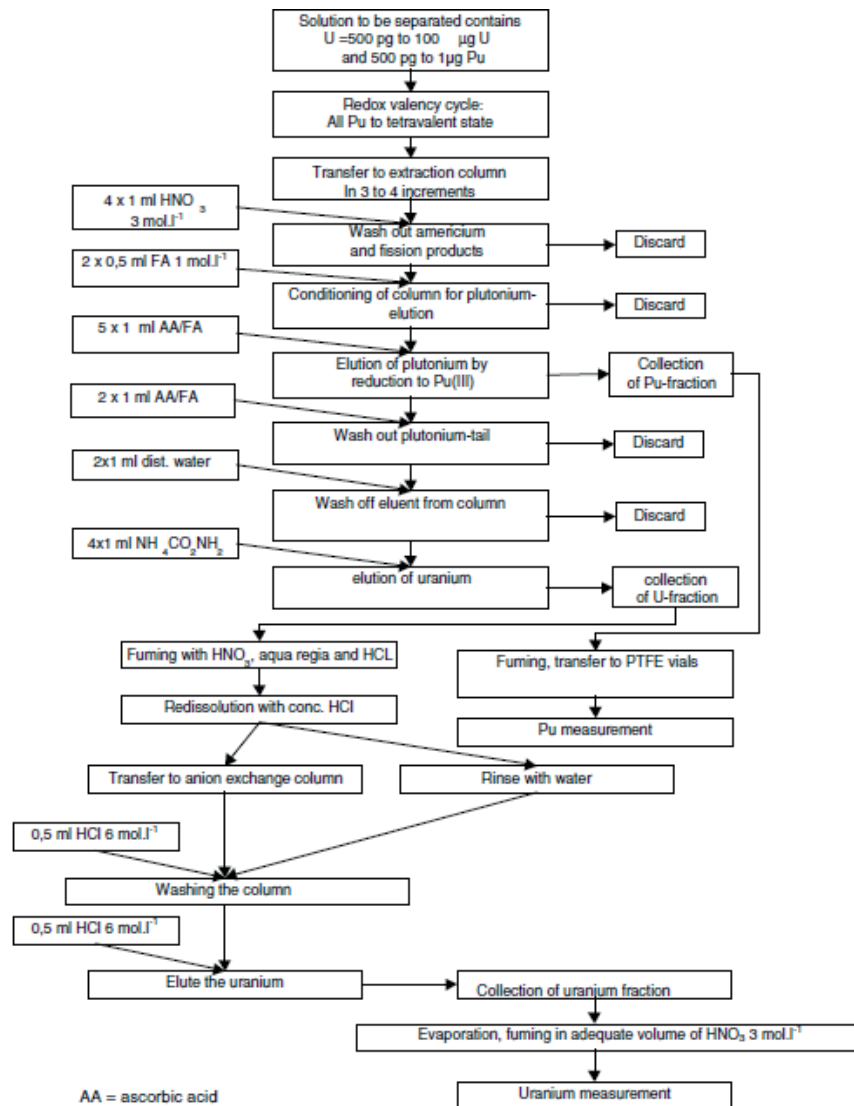 Solution to be separated contains
U =500 pg to 100 µg U
and 500 pg to 1µg Pu
Redox valency cycle:
All Pu to tetravalent state
Transfer to extraction column
In 3 to 4 increments
4 x 1 ml HNO3
3 mol.l-1
Wash out americium
and fission products
Discard
2 x 0,5 ml FA 1 mol.l-1
Conditioning of column for plutonium-
elution
Discard
5 x 1 ml AA/FA
Elution of plutonium by
reduction to Pu(III)
Collection
of Pu-fraction
2 x 1 ml AA/FA
Wash out plutonium-tail
Discard
2x1 ml dist. water
Wash off eluent from column
Discard
4x1 ml NH4CO2NH2
elution of uranium
collection
of U-fraction
Fuming with HNO3, aqua regia and HCL
Fuming, transfer to PTFE vials
Redissolution with conc. HCl
Pu measurement
Transfer to anion exchange column
Rinse with water
0,5 ml HCl 6 mol.l-1
Washing the column
0,5 ml HCl 6 mol.l-1
Elute the uranium
Collection of uranium fraction
Evaporation, fuming in adequate volume of HNO3 3 mol.l-1
Uranium measurement
AA = ascorbic acid